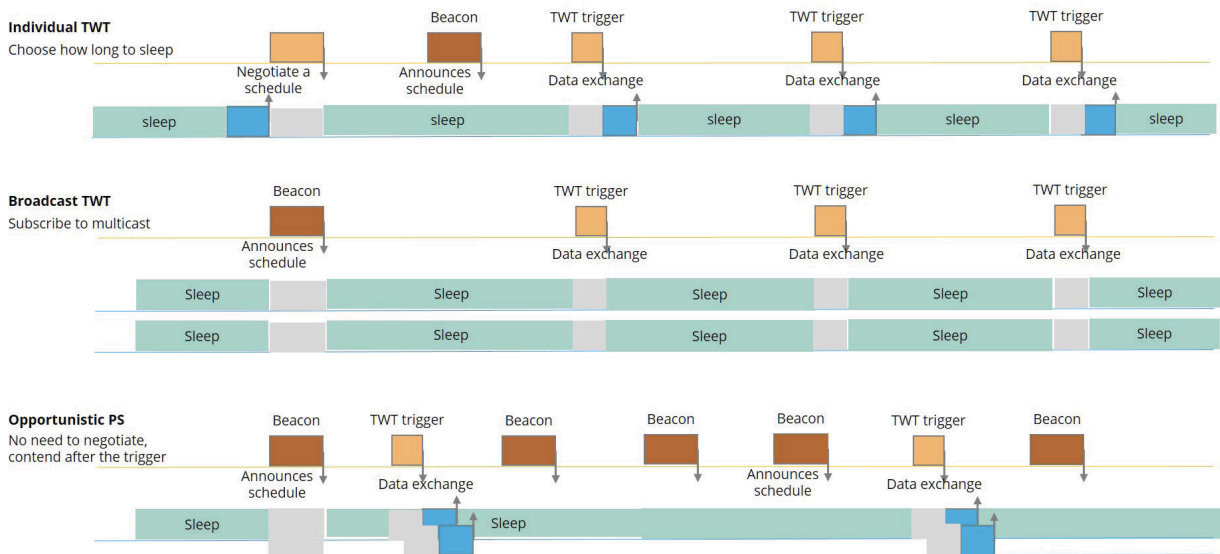 Individual TWT
Choose how long to sleep
Beacon
TWT trigger
TWT trigger
TWT trigger
Negotiate a
schedule
Announces
schedule
Data exchange
Data exchange
Data exchange
sleep
sleep
sleep
sleep
sleep
Broadcast TWT
Subscribe to multicast
Beacon
TWT trigger
TWT trigger
TWT trigger
Announces
schedule
Data exchange
Data exchange
Data exchange
Sleep
Sleep
Sleep
Sleep
Sleep
Sleep
Sleep
Sleep
Sleep
Sleep
Opportunistic PS
No need to negotiate,
contend after the trigger
Beacon
TWT trigger
Beacon
Beacon
Beacon
TWT trigger
Beacon
Announces
schedule
Data exchange
Announces
schedule
Data exchange
Sleep
Sleep